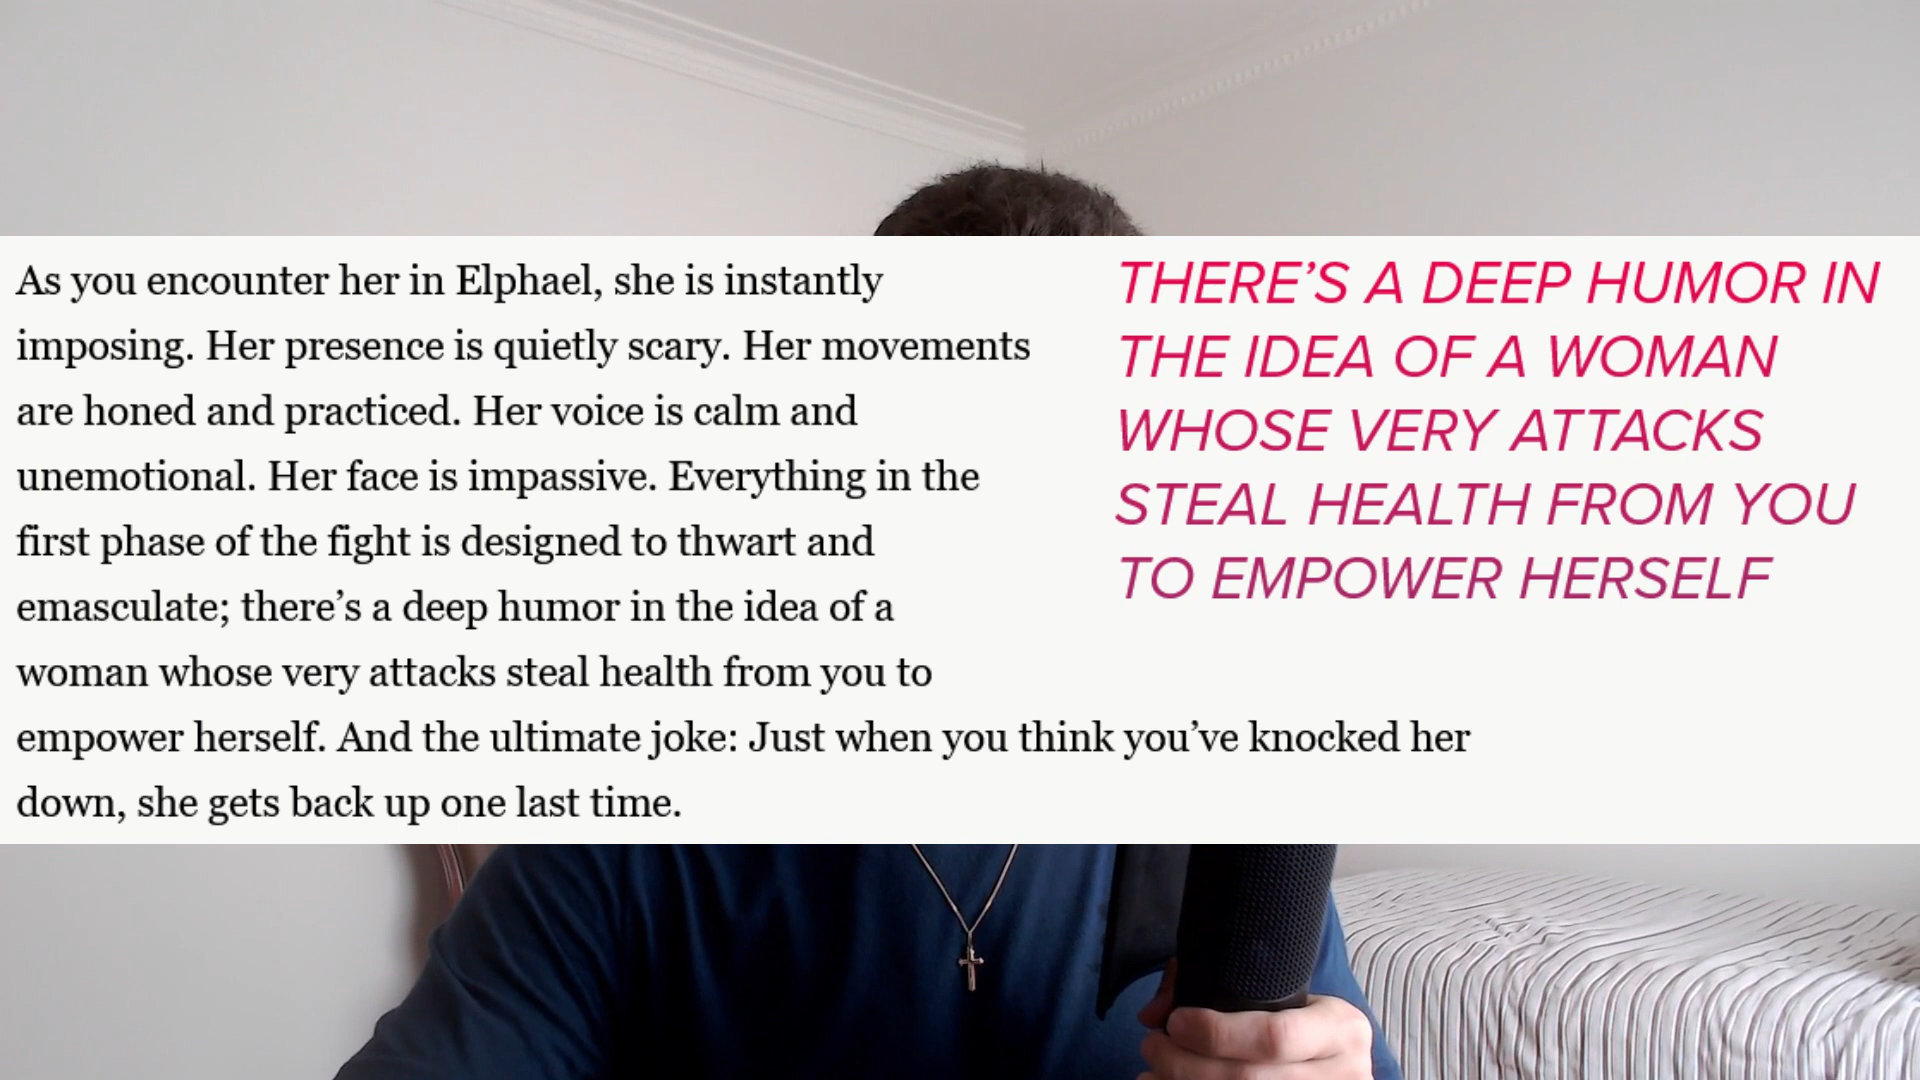 As you encounter her in Elphael, she is instantly
imposing. Her presence is quietly scary. Her movements
are honed and practiced. Her voice is calm and
unemotional. Her face is impassive. Everything in the
first phase of the fight is designed to thwart and
emasculate; there’s a deep humor in the idea of a
woman whose very attacks steal health from you to
empower herself. And the ultimate joke: Just when you think you’ve knocked her
down, she gets back up one last time.
THERE’S A DEEP HUMOR IN
THE IDEA OF A WOMAN
WHOSE VERY ATTACKS
STEAL HEALTH FROM YOU
TO EMPOWER HERSELF